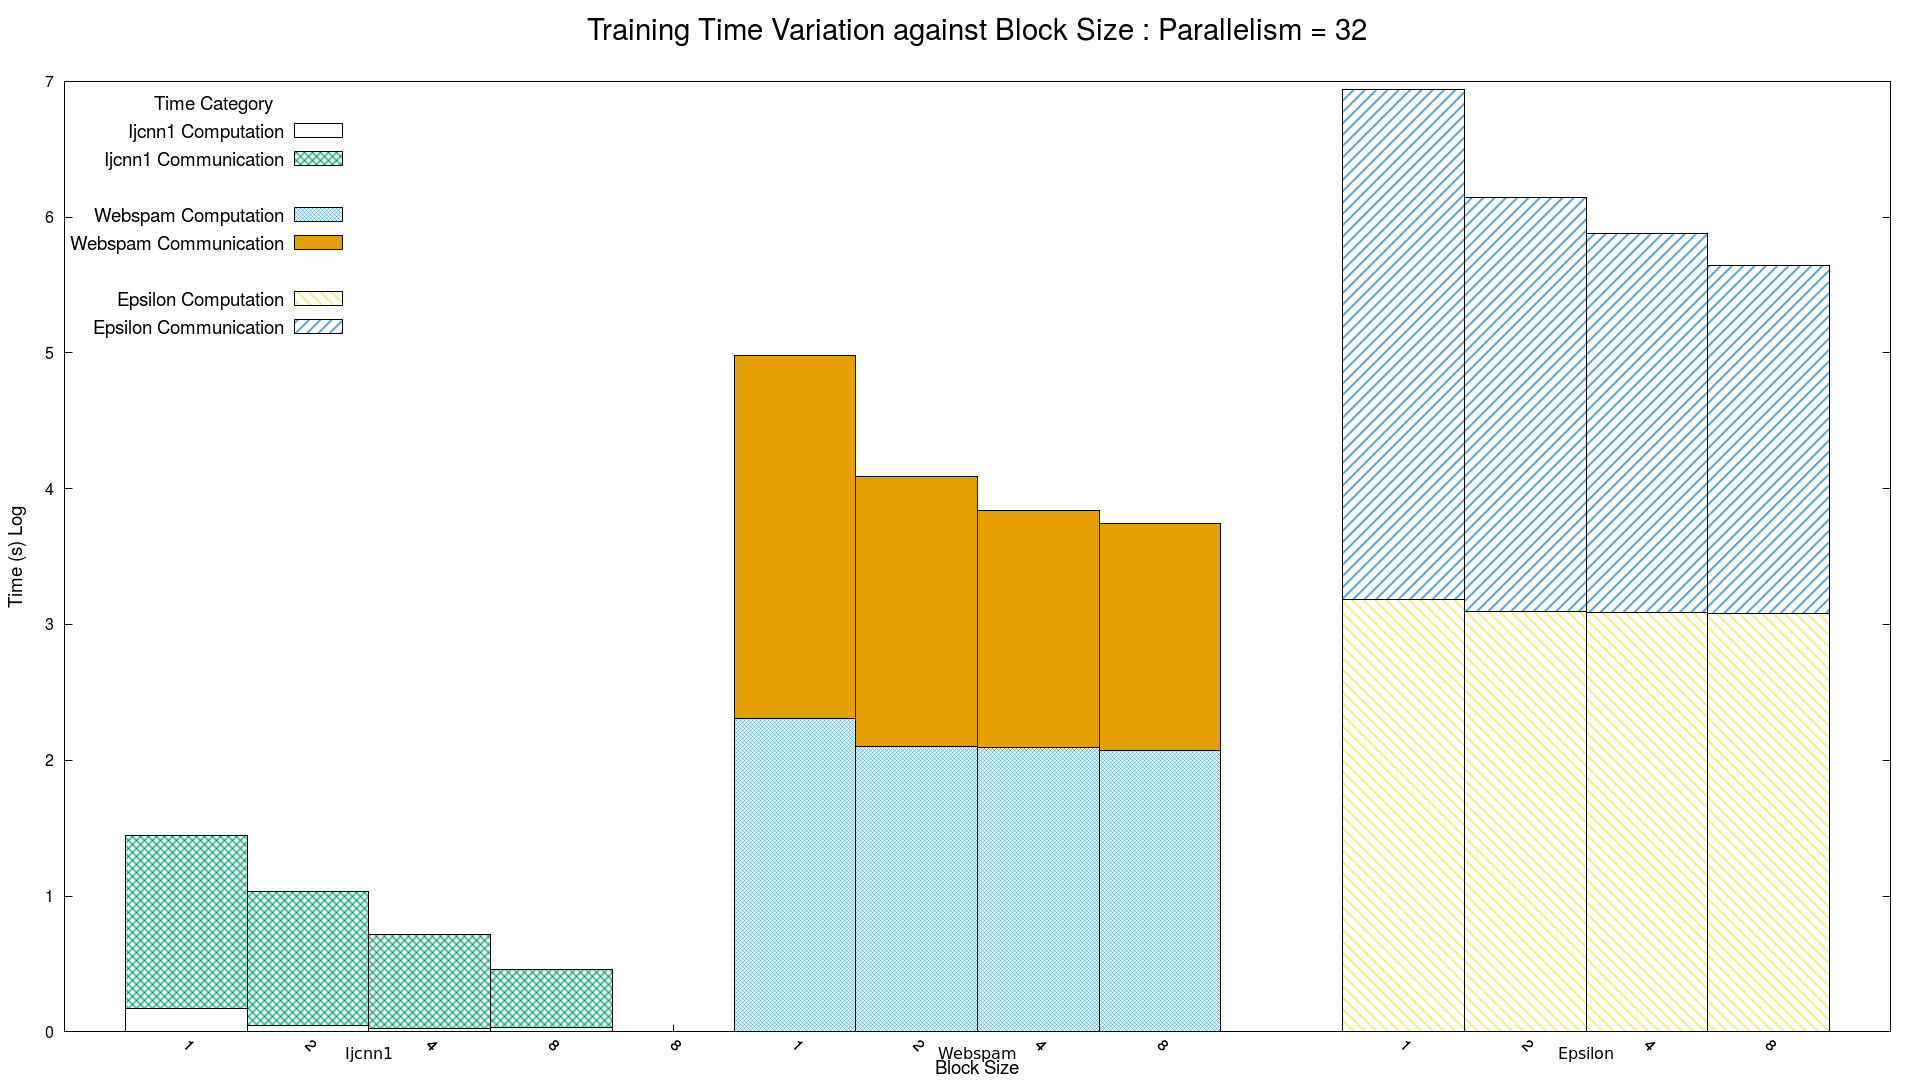 Training Time Variation against Block Size : Parallelism = 32
Time Category
Ijcnn1 Computation
Ijcnn1 Communication
Webspam Computation
Webspam Communication
Epsilon Computation
Epsilon Communication
7
6
5
4
3
2
1
0
Time (s) Log
1 2 4 8 8 1 2 4 8 1 2 4 8
Ijcnn1 Webspam Epsilon
Block Size